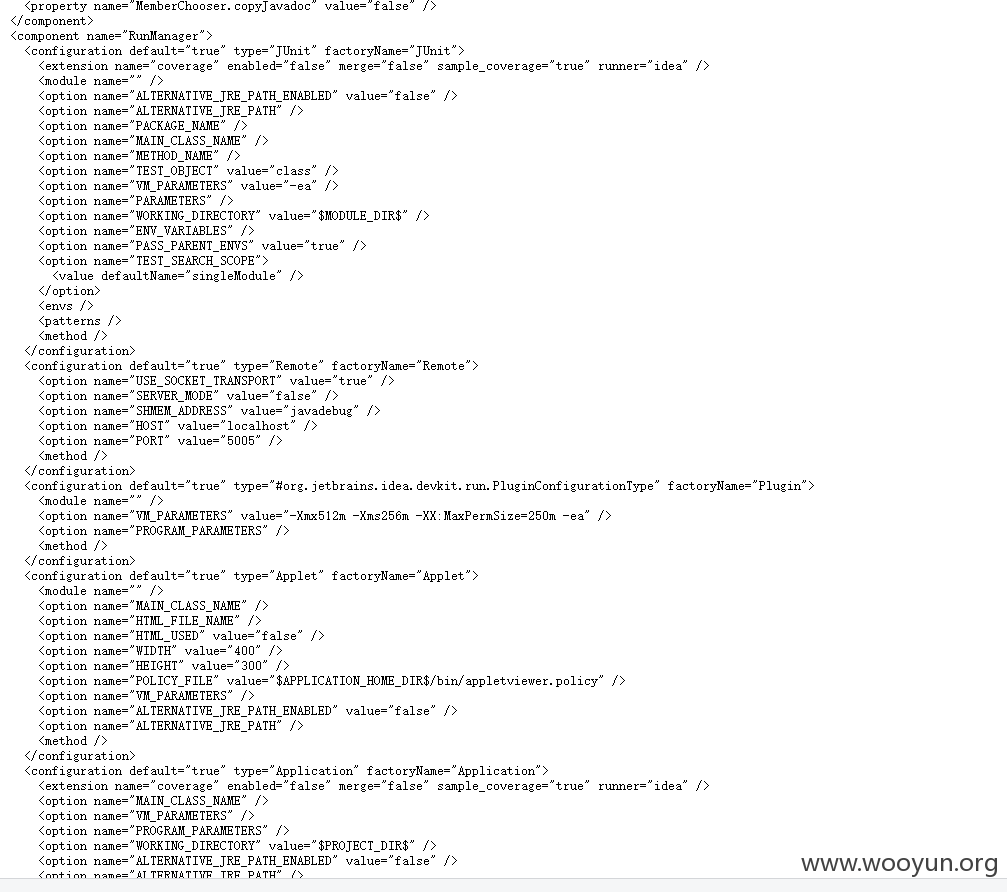 <property name="MemberChooser.copyJavadoc" value="false" />
</component>
<component name="RunManager">
<configuration default="true" type="JUnit" factoryName="JUnit">
<extension name="coverage" enabled="false" merge="false" sample_coverage="true" runner="idea" />
<module name="" />
<option name="ALTERNATIVE_JRE_PATH_ENABLED" value="false" />
<option name="ALTERNATIVE_JRE_PATH" />
<option name="PACKAGE_NAME" />
<option name="MAIN_CLASS_NAME" />
<option name="METHOD_NAME" />
<option name="TEST_OBJECT" value="class" />
<option name="VM_PARAMETERS" value="-ea" />
<option name="PARAMETERS" />
<option name="WORKING_DIRECTORY" value="$MODULE_DIR$" />
<option name="ENV_VARIABLES" />
<option name="PASS_PARENT_ENVS" value="true" />
<option name="TEST_SEARCH_SCOPE">
<value defaultName="singleModule" />
</option>
<envs />
<patterns />
<method />
</configuration>
<configuration default="true" type="Remote" factoryName="Remote">
<option name="USE_SOCKET_TRANSPORT" value="true" />
<option name="SERVER_MODE" value="false" />
<option name="SHMEM_ADDRESS" value="javadebug" />
<option name="HOST" value="localhost" />
<option name="PORT" value="5005" />
<method />
</configuration>
<configuration default="true" type="#org.jetbrains.idea.devkit.run.PluginConfigurationType" factoryName="Plugin">
<module name="" />
<option name="VM_PARAMETERS" value="-Xmx512m -Xms256m -XX:MaxPermSize=250m -ea" />
<option name="PROGRAM_PARAMETERS" />
<method />
</configuration>
<configuration default="true" type="Applet" factoryName="Applet">
<module name="" />
<option name="MAIN_CLASS_NAME" />
<option name="HTML_FILE_NAME" />
<option name="HTML_USED" value="false" />
<option name="WIDTH" value="400" />
<option name="HEIGHT" value="300" />
<option name="POLICY_FILE" value="$APPLICATION_HOME_DIR$/bin/appletviewer.policy" />
<option name="VM_PARAMETERS" />
<option name="ALTERNATIVE_JRE_PATH_ENABLED" value="false" />
<option name="ALTERNATIVE_JRE_PATH" />
<method />
</configuration>
<configuration default="true" type="Application" factoryName="Application">
<extension name="coverage" enabled="false" merge="false" sample_coverage="true" runner="idea" />
<option name="MAIN_CLASS_NAME" />
<option name="VM_PARAMETERS" />
<option name="PROGRAM_PARAMETERS" />
<option name="WORKING_DIRECTORY" value="$PROJECT_DIR$" />
<option name="ALTERNATIVE_JRE_PATH_ENABLED" value="false" />
<option name="ALTERNATIVE_JRE_PATH" />
www.wooyun.org